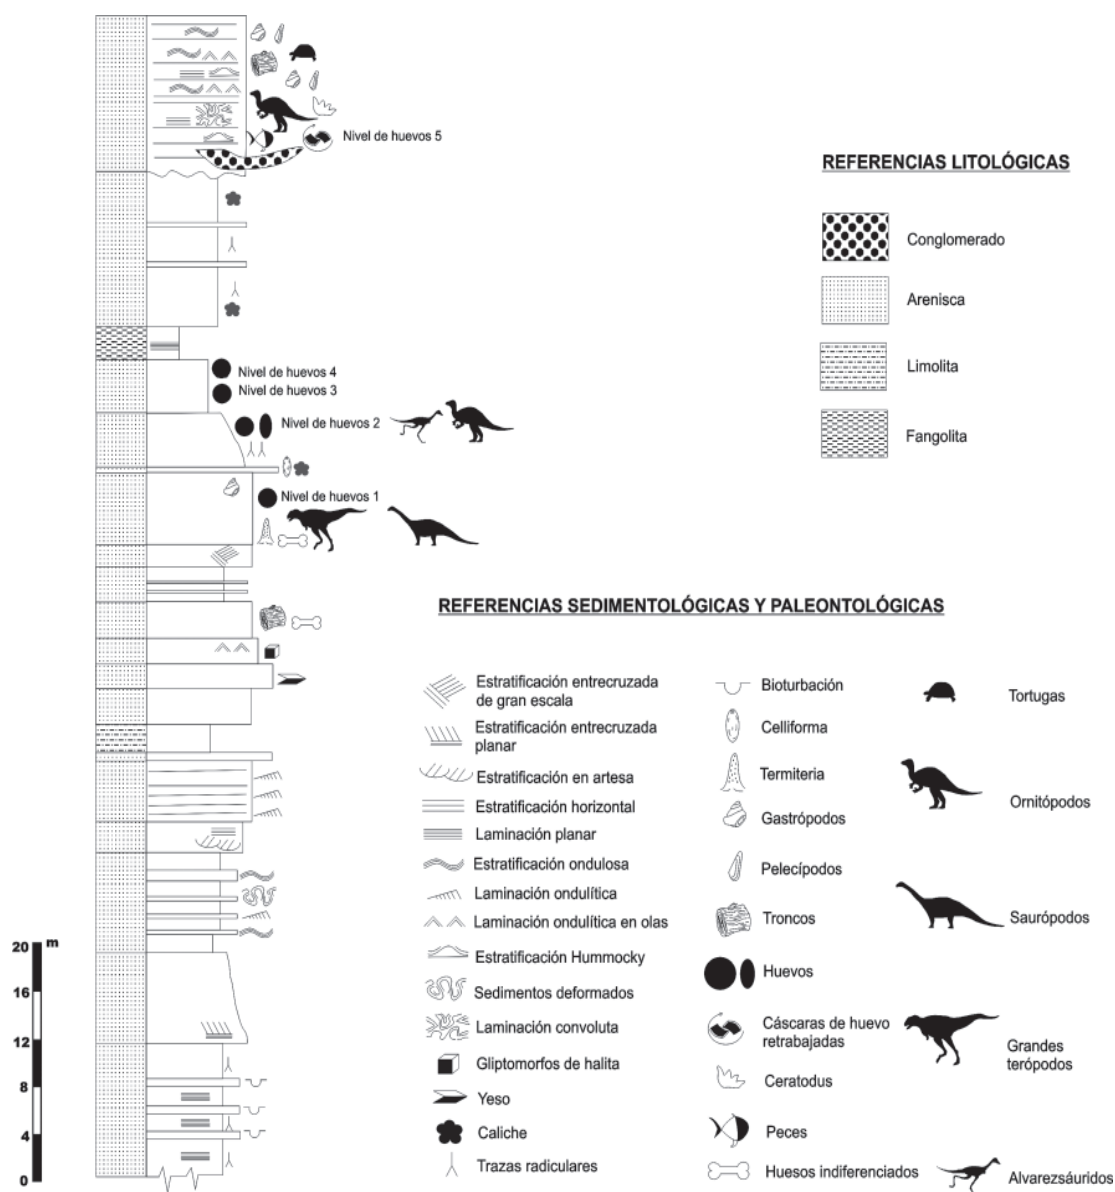 Nivel de huevos 5
Nivel de huevos 4
Nivel de huevos 3
Nivel de huevos 2
Nivel de huevos 1
20 m
16
12
8
4
0
REFERENCIAS LITOLÓGICAS
Conglomerado
Arenisca
Limolita
Fangolita
REFERENCIAS SEDIMENTOLÓGICAS Y PALEONTOLÓGICAS
Estratificación entrecruzada
de gran escala
Estratificación entrecruzada
planar
Estratificación en artesa
Estratificación horizontal
Laminación planar
Estratificación ondulosa
Laminación ondulítica
Laminación ondulítica en olas
Estratificación Hummocky
Sedimentos deformados
Laminación convoluta
Gliptomorfos de halita
Yeso
Caliche
Trazas radiculares
Bioturbación
Celliforma
Termiteria
Gastrópodos
Pelecípodos
Troncos
Huevos
Cáscaras de huevo
retrabajadas
Ceratodus
Peces
Huesos indiferenciados
Tortugas
Ornitópodos
Saurópodos
Grandes
terópodos
Alvarezsáuridos